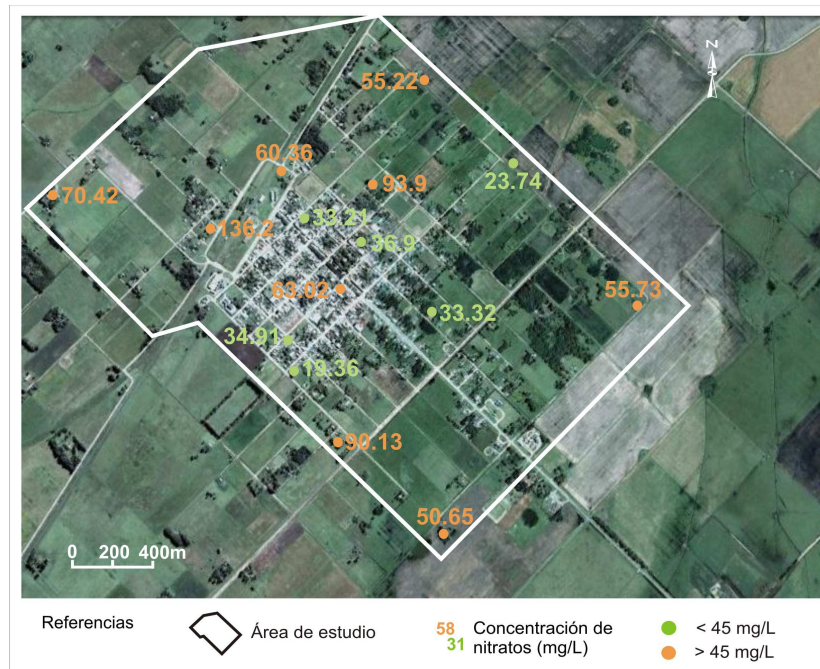 N
55.22
60.36
93.9
23.74
70.42
33.21
136.2
36.9
63.02
55.73
33.32
34.91
19.36
90.13
50.65
0 200 400m
Referencias
Área de estudio
58
31
Concentración de
nitratos (mg/L)
< 45 mg/L
> 45 mg/L